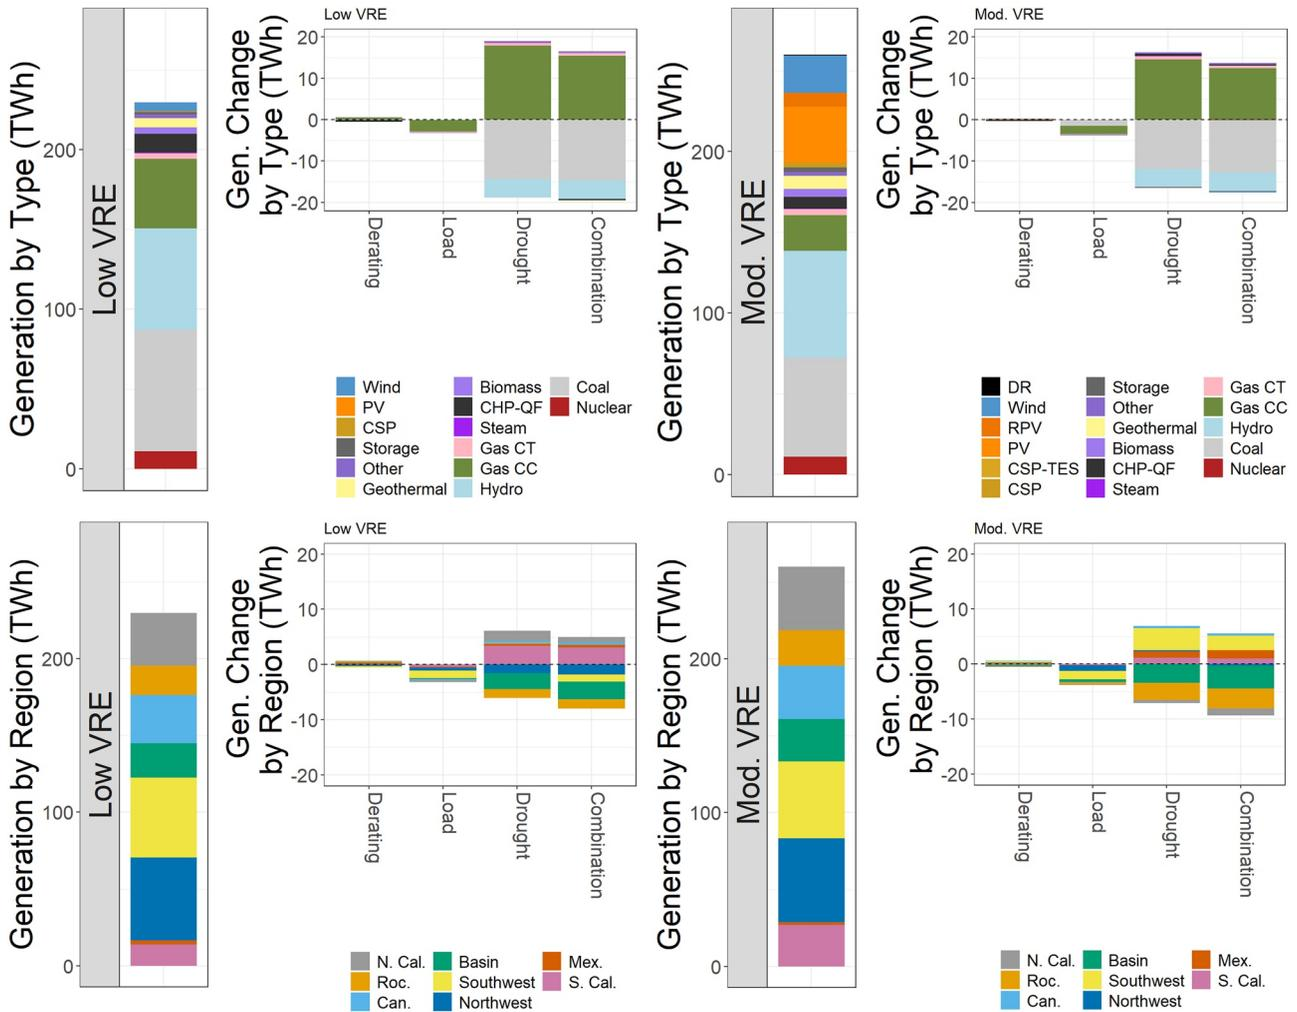 Generation by Type (TWh)
200
100
0
Low VRE
Gen. Change
by Type (TWh)
Low VRE
20
10
0
-10
-20
Derating
Load
Drought
Combination
Wind
PV
CSP
Storage
Other
Geothermal
Biomass
CHP-QF
Steam
Gas CT
Gas CC
Hydro
Coal
Nuclear
Generation by Type (TWh)
200
100
0
Mod. VRE
Gen. Change
by Type (TWh)
Mod. VRE
20
10
0
-10
-20
Derating
Load
Drought
Combination
DR
Wind
RPV
PV
CSP-TES
CSP
Storage
Other
Geothermal
Biomass
CHP-QF
Steam
Gas CT
Gas CC
Hydro
Coal
Nuclear
Generation by Region (TWh)
200
100
0
Low VRE
Gen. Change
by Region (TWh)
Low VRE
20
10
0
-10
-20
Derating
Load
Drought
Combination
N. Cal.
Roc.
Can.
Basin
Southwest
Northwest
Mex.
S. Cal.
Generation by Region (TWh)
200
100
0
Mod. VRE
Gen. Change
by Region (TWh)
Mod. VRE
20
10
0
-10
-20
Derating
Load
Drought
Combination
N. Cal.
Roc.
Can.
Basin
Southwest
Northwest
Mex.
S. Cal.